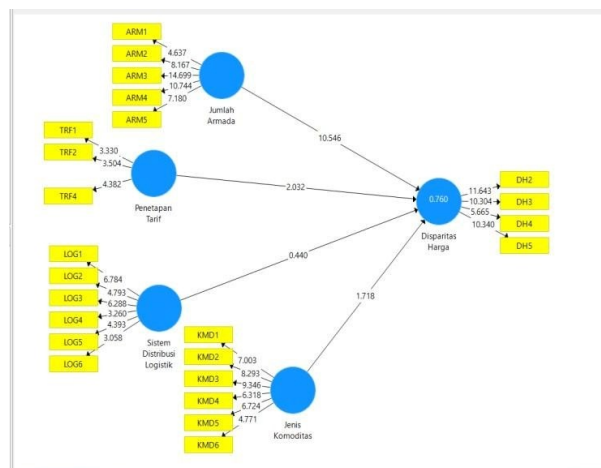 ARM1
ARM2
ARM3
ARM4
ARM5
4.637
8.167
14.699
10.744
7.180
Jumlah
Armada
10.546
TRF1
TRF2
TRF4
3.330
3.504
4.382
Penetapan
Tarif
2.032
0.760
Disparitas
Harga
11.643
10.304
5.665
10.340
DH2
DH3
DH4
DH5
LOG1
LOG2
LOG3
LOG4
LOG5
LOG6
6.784
4.793
6.288
3.260
4.393
3.058
Sistem
Distribusi
Logistik
0.440
1.718
KMD1
KMD2
KMD3
KMD4
KMD5
KMD6
7.003
8.293
9.346
6.318
6.724
4.771
Jenis
Komoditas